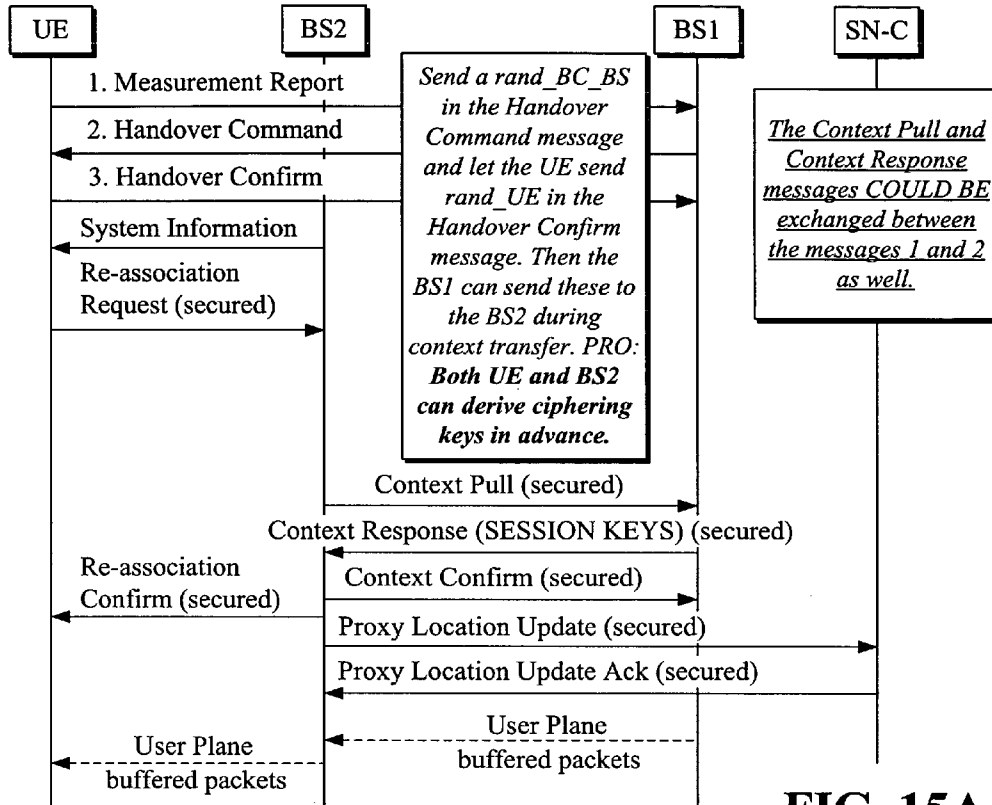 UE
BS2
BS1
SN-C
1. Measurement Report
2. Handover Command
3. Handover Confirm
System Information
Re-association
Request (secured)
Send a rand_BC_BS
in the Handover
Command message
and let the UE send
rand_UE in the
Handover Confirm
message. Then the
BS1 can send these to
the BS2 during
context transfer. PRO:
Both UE and BS2
can derive ciphering
keys in advance.
The Context Pull and
Context Response
messages COULD BE
exchanged between
the messages 1 and 2
as well.
Context Pull (secured)
Context Response (SESSION KEYS) (secured)
Re-association
Confirm (secured)
Context Confirm (secured)
Proxy Location Update (secured)
Proxy Location Update Ack (secured)
User Plane
buffered packets
User Plane
buffered packets
FIG. 15A